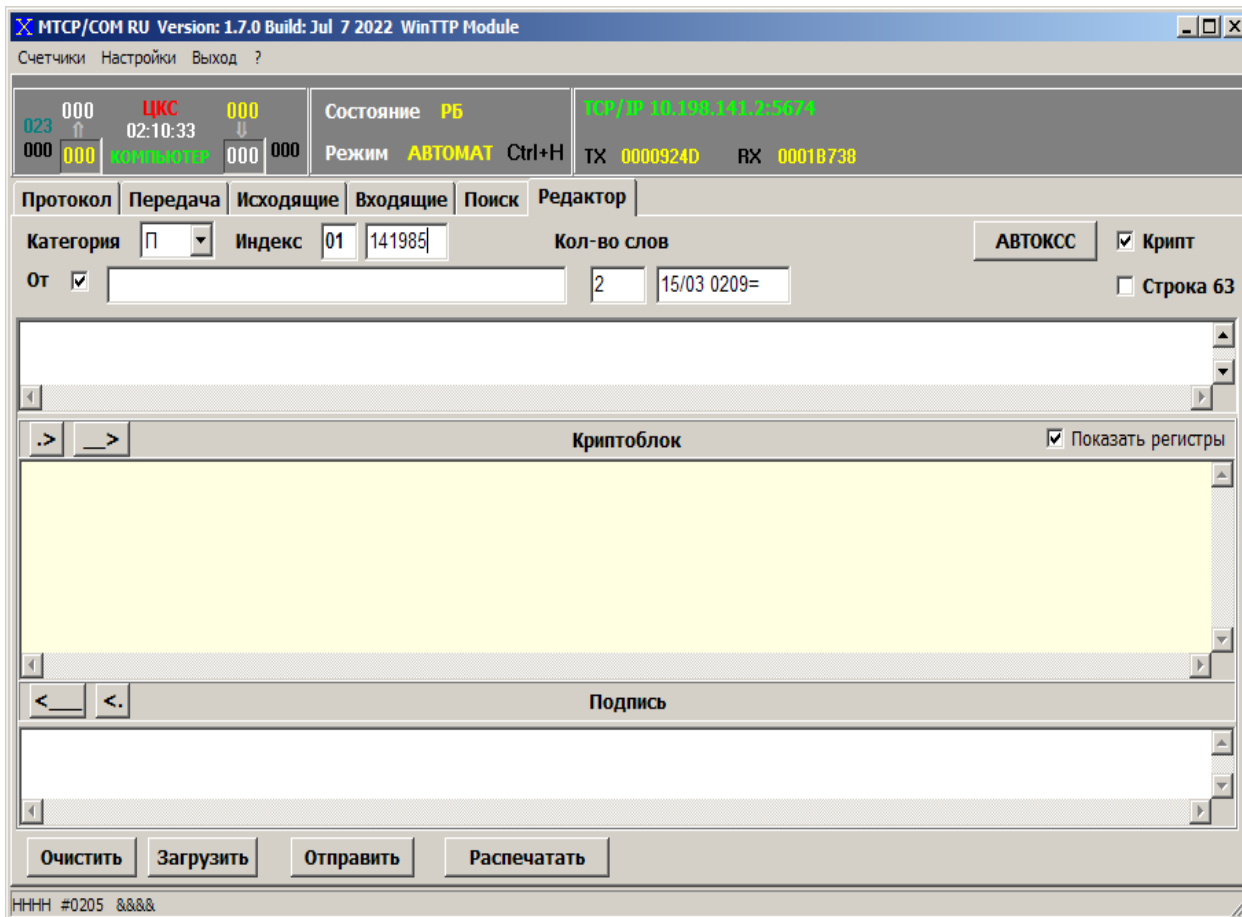 MTCP/COM RU Version: 1.7.0 Build: Jul 7 2022 WinTTP Module
Счетчики Настройки Выход ?
000 ЦКС 000
023 ⇑ 02:10:33 ⇓
000 000 КОМПЬЮТЕР 000 000
Состояние РБ
Режим АВТОМАТ Ctrl+H
TCP/IP 10.198.141.2:5674
TX 0000924D RX 0001B738
Протокол Передача Исходящие Входящие Поиск Редактор
Категория П Индекс 01 141985 Кол-во слов АВТОКСС Крипт
От 2 15/03 0209= Строка 63
.> __> Криптоблок Показать регистры
<___ <. Подпись
Очистить Загрузить Отправить Распечатать
НННН #0205 &&&&